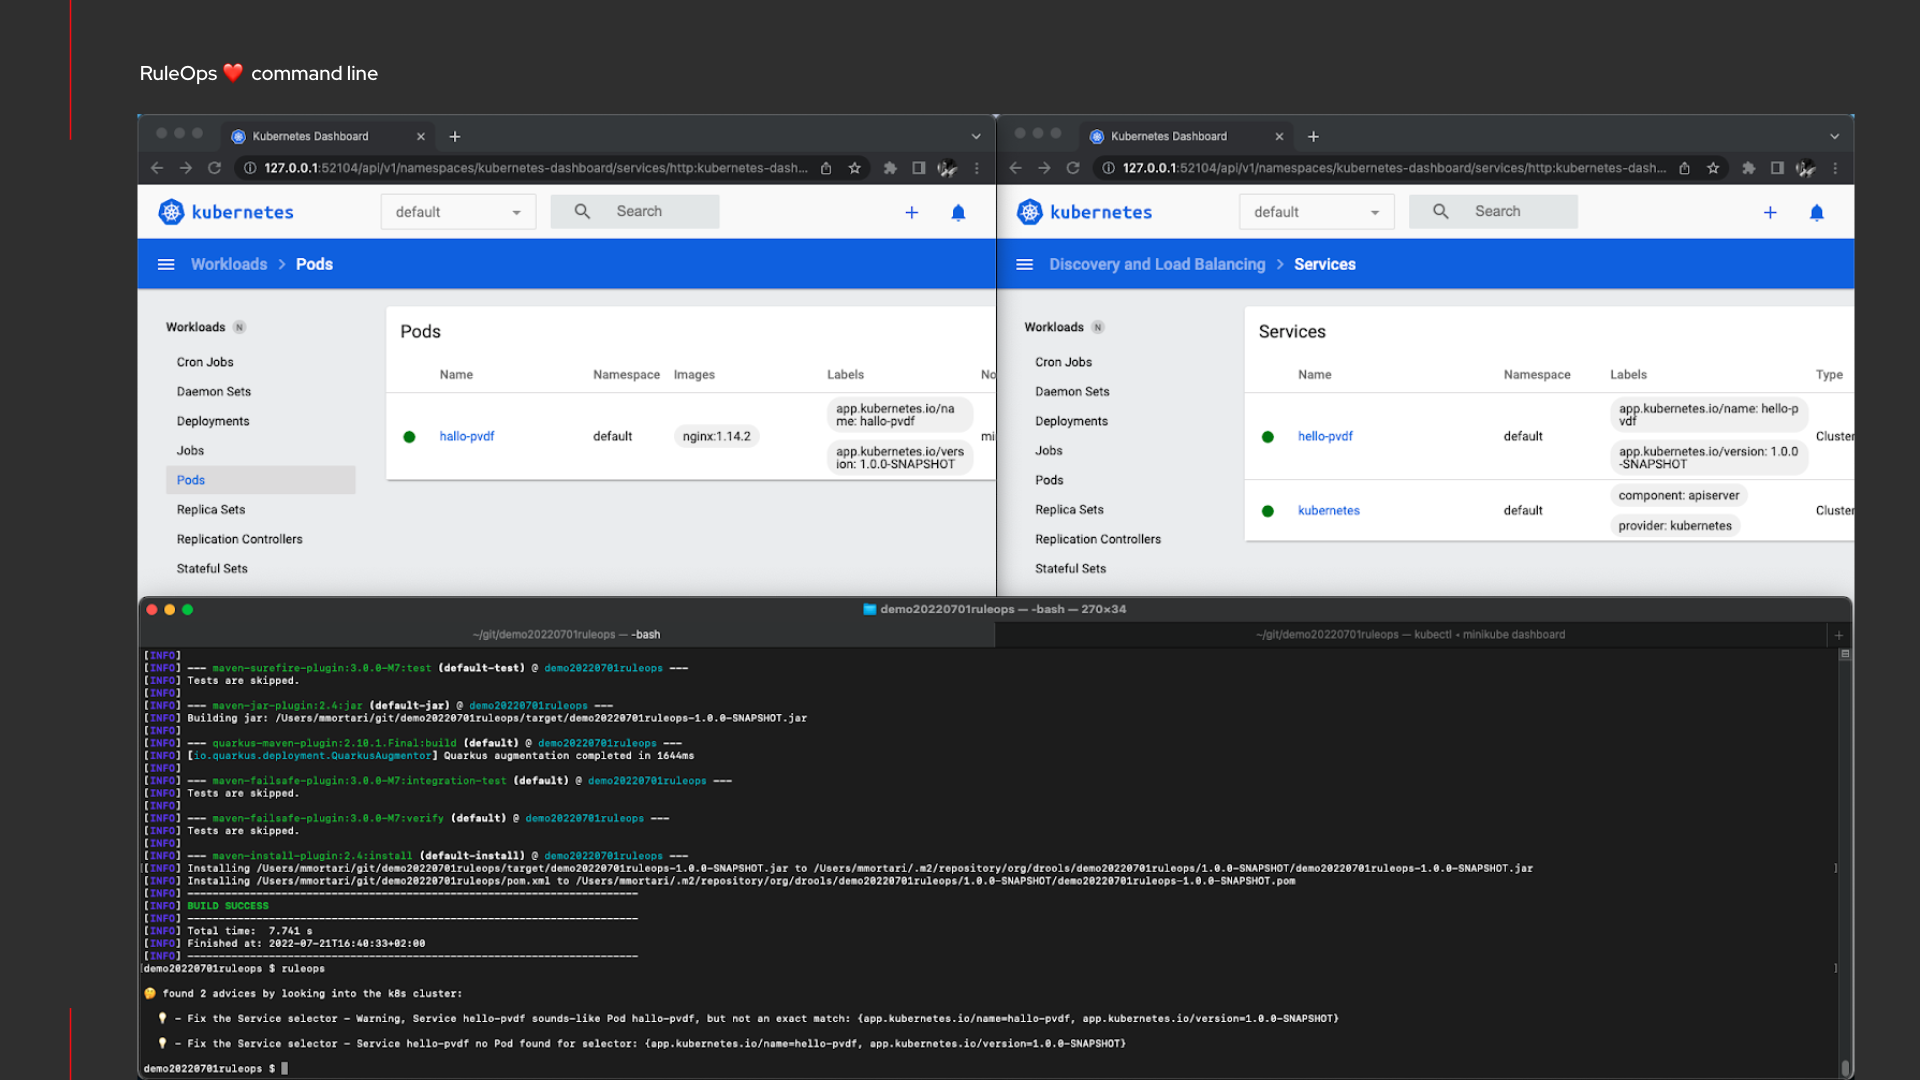 RuleOps ❤️ command line
Kubernetes Dashboard
127.0.0.1:52104/api/v1/namespaces/kubernetes-dashboard/services/http:kubernetes-dash...
kubernetes
default
Search
Workloads > Pods
Workloads N
Cron Jobs
Daemon Sets
Deployments
Jobs
Pods
Replica Sets
Replication Controllers
Stateful Sets
Pods
Name Namespace Images Labels No
hallo-pvdf default nginx:1.14.2
app.kubernetes.io/na
me: hallo-pvdf
app.kubernetes.io/vers
ion: 1.0.0-SNAPSHOT
mi
Kubernetes Dashboard
127.0.0.1:52104/api/v1/namespaces/kubernetes-dashboard/services/http:kubernetes-dash...
kubernetes
default
Search
Discovery and Load Balancing > Services
Workloads N
Cron Jobs
Daemon Sets
Deployments
Jobs
Pods
Replica Sets
Replication Controllers
Stateful Sets
Services
Name Namespace Labels Type
hello-pvdf default
app.kubernetes.io/name: hello-p
vdf
app.kubernetes.io/version: 1.0.0
-SNAPSHOT
Cluster
kubernetes default
component: apiserver
provider: kubernetes
Cluster
demo20220701ruleops — -bash — 270×34
~/git/demo20220701ruleops — -bash
~/git/demo20220701ruleops — kubectl • minikube dashboard
[INFO]
[INFO] --- maven-surefire-plugin:3.0.0-M7:test (default-test) @ demo20220701ruleops ---
[INFO] Tests are skipped.
[INFO]
[INFO] --- maven-jar-plugin:2.4:jar (default-jar) @ demo20220701ruleops ---
[INFO] Building jar: /Users/mmortari/git/demo20220701ruleops/target/demo20220701ruleops-1.0.0-SNAPSHOT.jar
[INFO]
[INFO] --- quarkus-maven-plugin:2.10.1.Final:build (default) @ demo20220701ruleops ---
[INFO] [io.quarkus.deployment.QuarkusAugmentor] Quarkus augmentation completed in 1644ms
[INFO]
[INFO] --- maven-failsafe-plugin:3.0.0-M7:integration-test (default) @ demo20220701ruleops ---
[INFO] Tests are skipped.
[INFO]
[INFO] --- maven-failsafe-plugin:3.0.0-M7:verify (default) @ demo20220701ruleops ---
[INFO] Tests are skipped.
[INFO]
[INFO] --- maven-install-plugin:2.4:install (default-install) @ demo20220701ruleops ---
[INFO] Installing /Users/mmortari/git/demo20220701ruleops/target/demo20220701ruleops-1.0.0-SNAPSHOT.jar to /Users/mmortari/.m2/repository/org/drools/demo20220701ruleops/1.0.0-SNAPSHOT/demo20220701ruleops-1.0.0-SNAPSHOT.jar
[INFO] Installing /Users/mmortari/git/demo20220701ruleops/pom.xml to /Users/mmortari/.m2/repository/org/drools/demo20220701ruleops/1.0.0-SNAPSHOT/demo20220701ruleops-1.0.0-SNAPSHOT.pom
[INFO] ------------------------------------------------------------------------
[INFO] BUILD SUCCESS
[INFO] ------------------------------------------------------------------------
[INFO] Total time:  7.741 s
[INFO] Finished at: 2022-07-21T16:40:33+02:00
[INFO] ------------------------------------------------------------------------
demo20220701ruleops $ ruleops
🤔 found 2 advices by looking into the k8s cluster:
💡 - Fix the Service selector - Warning, Service hello-pvdf sounds-like Pod hallo-pvdf, but not an exact match: {app.kubernetes.io/name=hallo-pvdf, app.kubernetes.io/version=1.0.0-SNAPSHOT}
💡 - Fix the Service selector - Service hello-pvdf no Pod found for selector: {app.kubernetes.io/name=hello-pvdf, app.kubernetes.io/version=1.0.0-SNAPSHOT}
demo20220701ruleops $